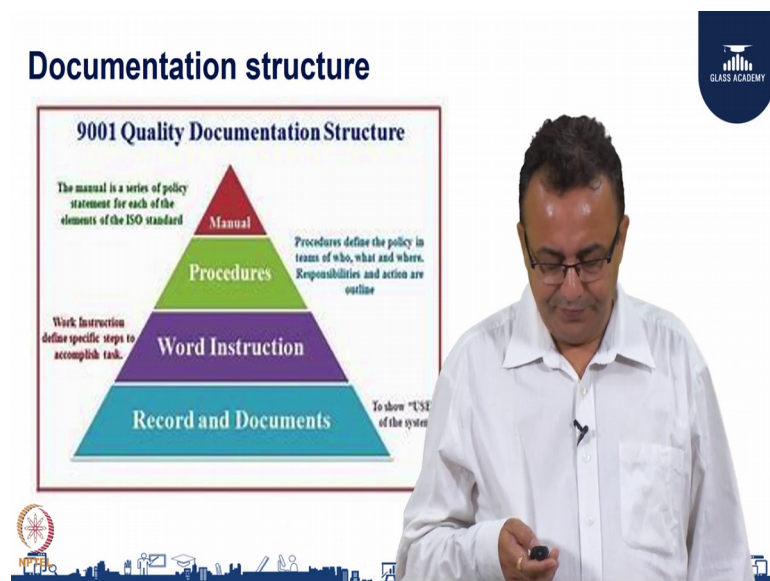 Documentation structure
GLASS ACADEMY
9001 Quality Documentation Structure
The manual is a series of policy
statement for each of the
elements of the ISO standard
Manual
Procedures define the policy in
teams of who, what and where.
Responsibilities and action are
outline
Procedures
Work Instruction
define specific steps to
accomplish task.
Word Instruction
To show "USE
of the system
Record and Documents
NPTEL